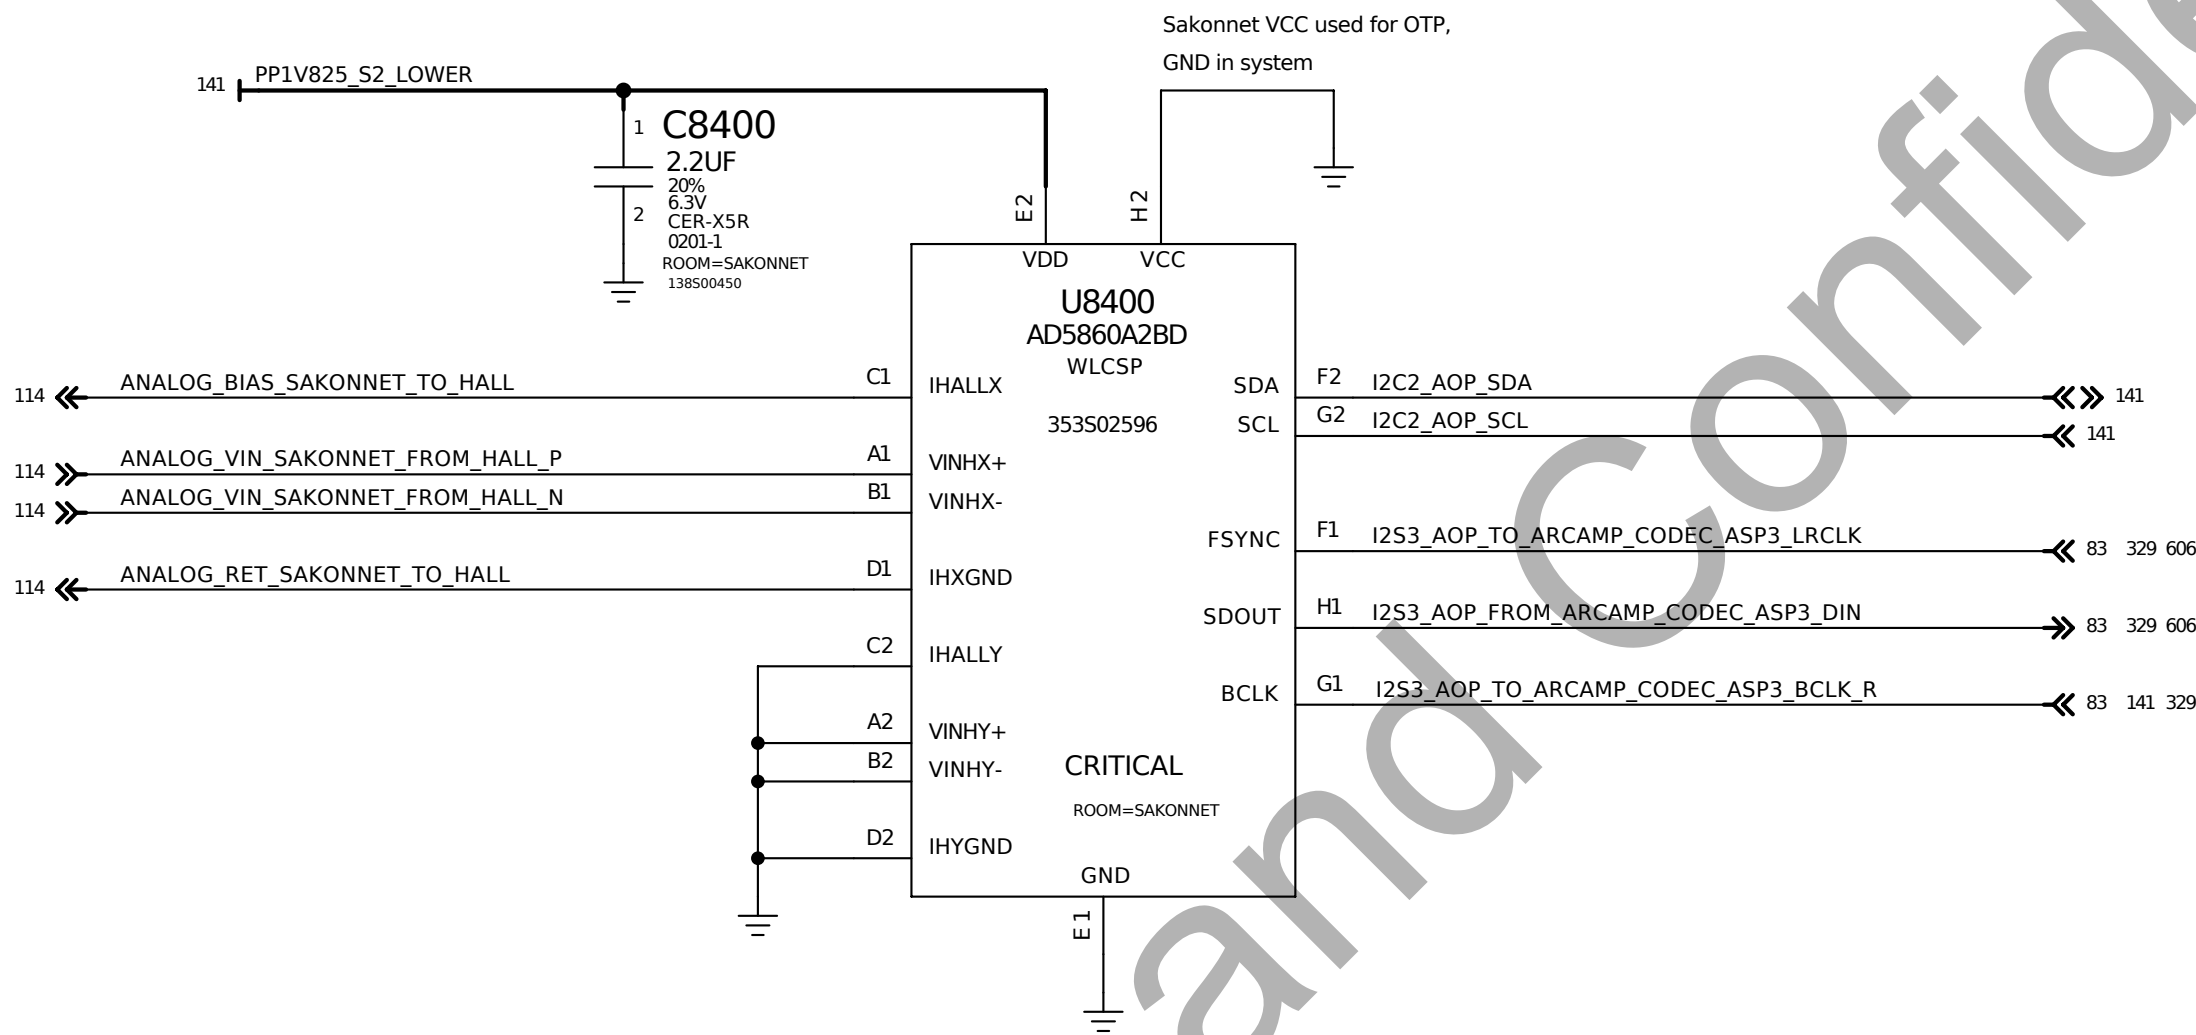 Sakonnet VCC used for OTP,
GND in system
141 PP1V825_S2_LOWER
1 C8400
2.2UF
20%
6.3V
2 CER-X5R
0201-1
ROOM=SAKONNET
138S00450
E2
H2
VDD VCC
U8400
AD5860A2BD
WLCSP
353S02596
114 ANALOG_BIAS_SAKONNET_TO_HALL C1 IHALLX
114 ANALOG_VIN_SAKONNET_FROM_HALL_P A1 VINHX+
114 ANALOG_VIN_SAKONNET_FROM_HALL_N B1 VINHX-
114 ANALOG_RET_SAKONNET_TO_HALL D1 IHXGND
C2 IHALLY
A2 VINHY+
B2 VINHY-
D2 IHYGND
SDA F2 I2C2_AOP_SDA 141
SCL G2 I2C2_AOP_SCL 141
FSYNC F1 I2S3_AOP_TO_ARCAMP_CODEC_ASP3_LRCLK 83 329 606
SDOUT H1 I2S3_AOP_FROM_ARCAMP_CODEC_ASP3_DIN 83 329 606
BCLK G1 I2S3_AOP_TO_ARCAMP_CODEC_ASP3_BCLK_R 83 141 329
CRITICAL
ROOM=SAKONNET
GND
E1
and Confide